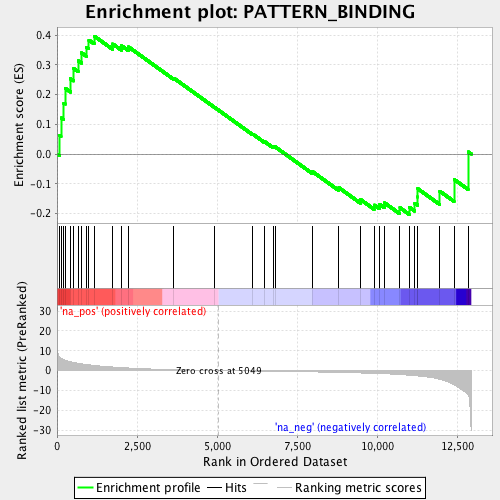 Enrichment plot: PATTERN_BINDING
Enrichment score (ES)
0.4
0.3
0.2
0.1
0.0
-0.1
-0.2
'na_pos' (positively correlated)
Ranked list metric (PreRanked)
30
20
10
0
-10
-20
-30
Zero cross at 5049
'na_neg' (negatively correlated)
0
2,500
5,000
7,500
10,000
12,500
Rank in Ordered Dataset
Enrichment profile
Hits
Ranking metric scores